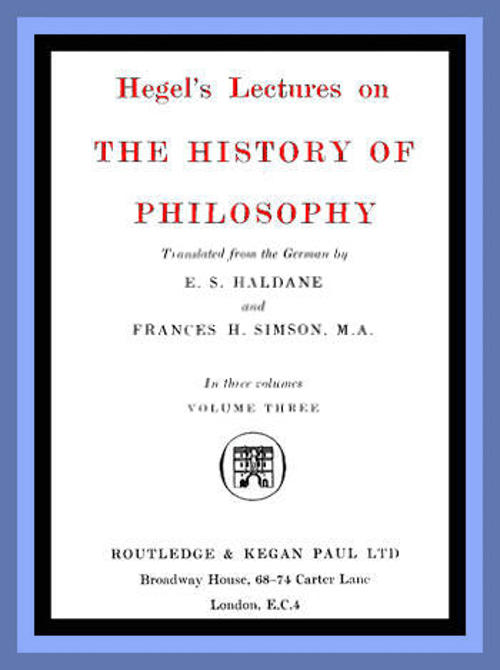 Hegel's Lectures on
THE HISTORY OF
PHILOSOPHY
Translated from the German by
E. S. HALDANE
and
FRANCES H. SIMSON, M.A.
In three volumes
VOLUME THREE
ROUTLEDGE & KEGAN PAUL LTD
Broadway House, 68–74 Carter Lane
London, E.C.4